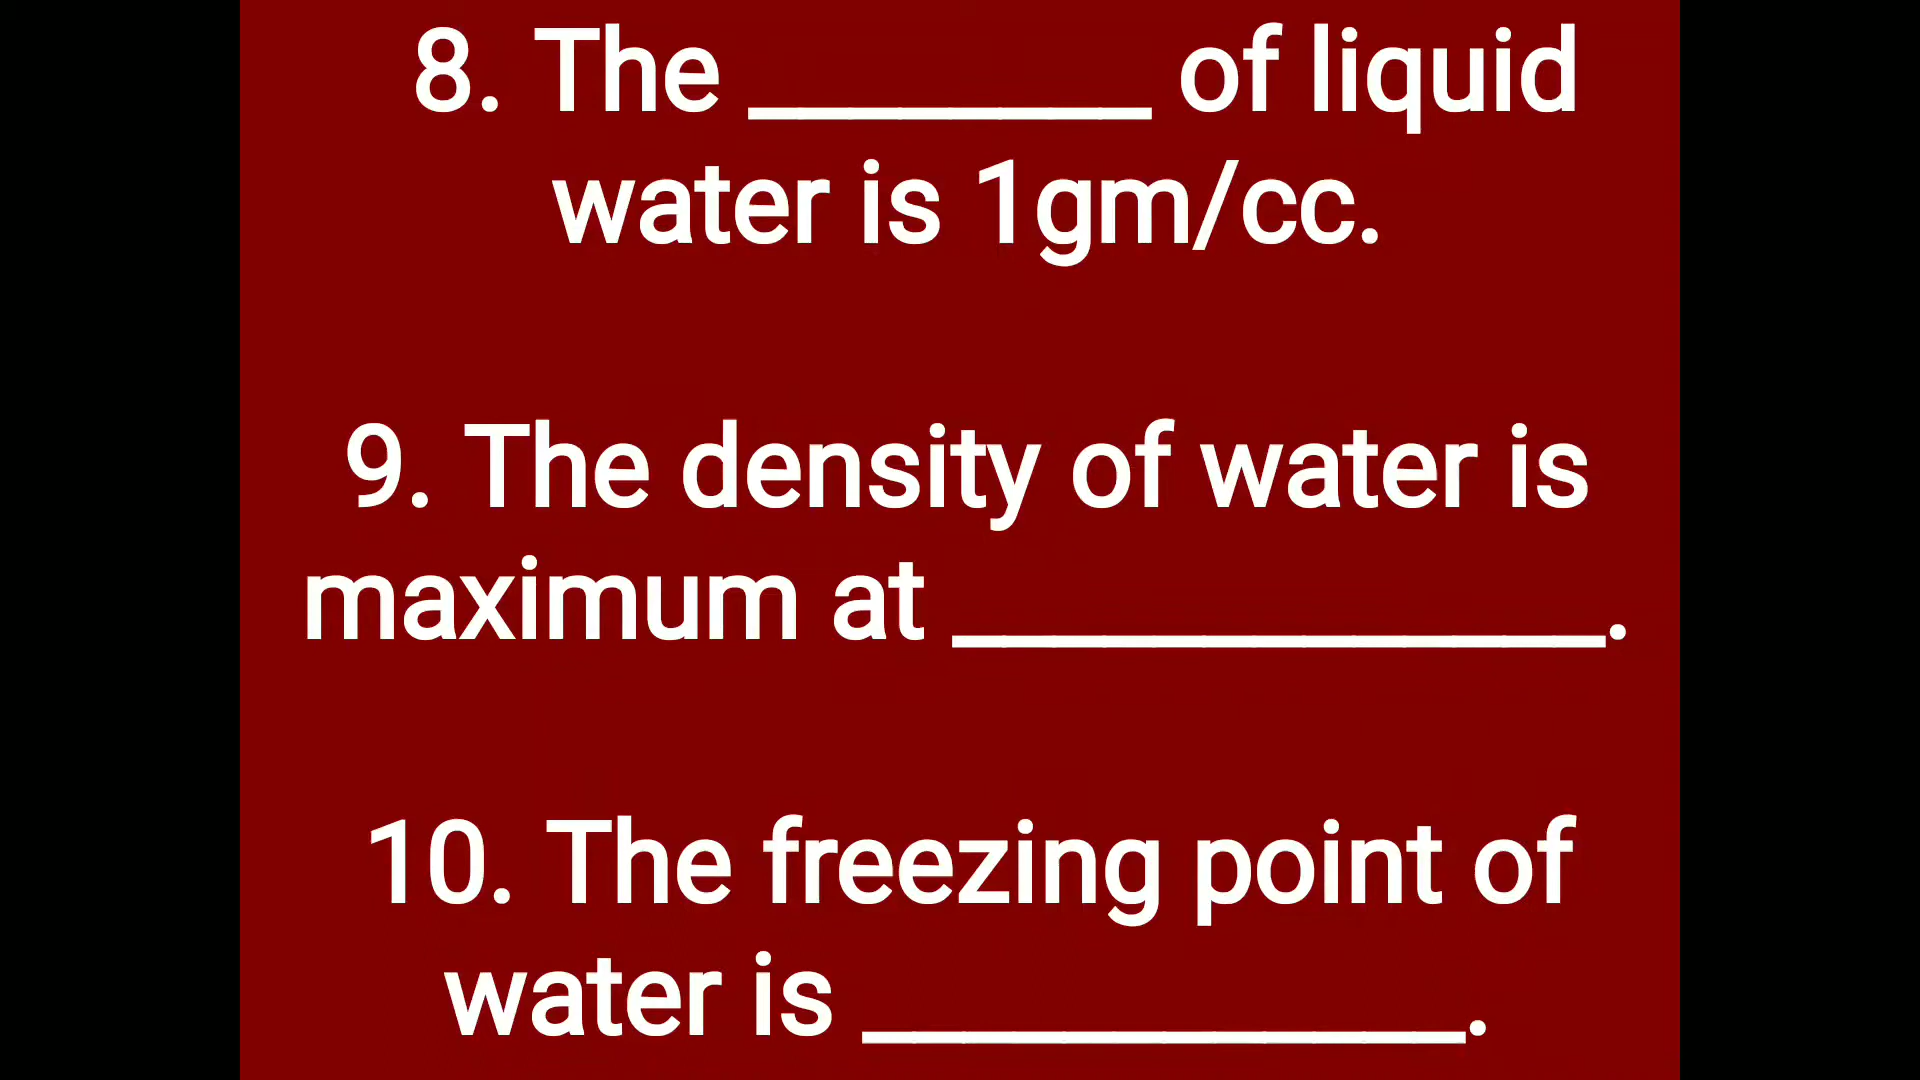 8. The ________ of liquid
water is 1gm/cc.
9. The density of water is
maximum at _____________.
10. The freezing point of
water is ____________.